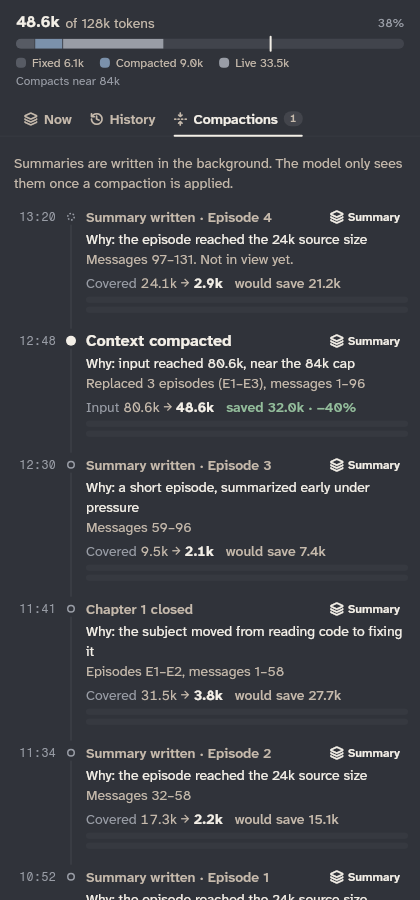 48.6k of 128k tokens 38%
Fixed 6.1k Compacted 9.0k Live 33.5k
Compacts near 84k
Now History Compactions 1
Summaries are written in the background. The model only sees
them once a compaction is applied.
13:20 Summary written · Episode 4 Summary
Why: the episode reached the 24k source size
Messages 97–131. Not in view yet.
Covered 24.1k → 2.9k would save 21.2k
12:48 Context compacted Summary
Why: input reached 80.6k, near the 84k cap
Replaced 3 episodes (E1–E3), messages 1–96
Input 80.6k → 48.6k saved 32.0k · −40%
12:30 Summary written · Episode 3 Summary
Why: a short episode, summarized early under
pressure
Messages 59–96
Covered 9.5k → 2.1k would save 7.4k
11:41 Chapter 1 closed Summary
Why: the subject moved from reading code to fixing
it
Episodes E1–E2, messages 1–58
Covered 31.5k → 3.8k would save 27.7k
11:34 Summary written · Episode 2 Summary
Why: the episode reached the 24k source size
Messages 32–58
Covered 17.3k → 2.2k would save 15.1k
10:52 Summary written · Episode 1 Summary
Why: the episode reached the 24k source size